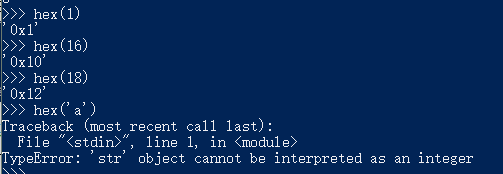 >>> hex(1)
'0x1'
>>> hex(16)
'0x10'
>>> hex(18)
'0x12'
>>> hex('a')
Traceback (most recent call last):
  File "<stdin>", line 1, in <module>
TypeError: 'str' object cannot be interpreted as an integer
>>>